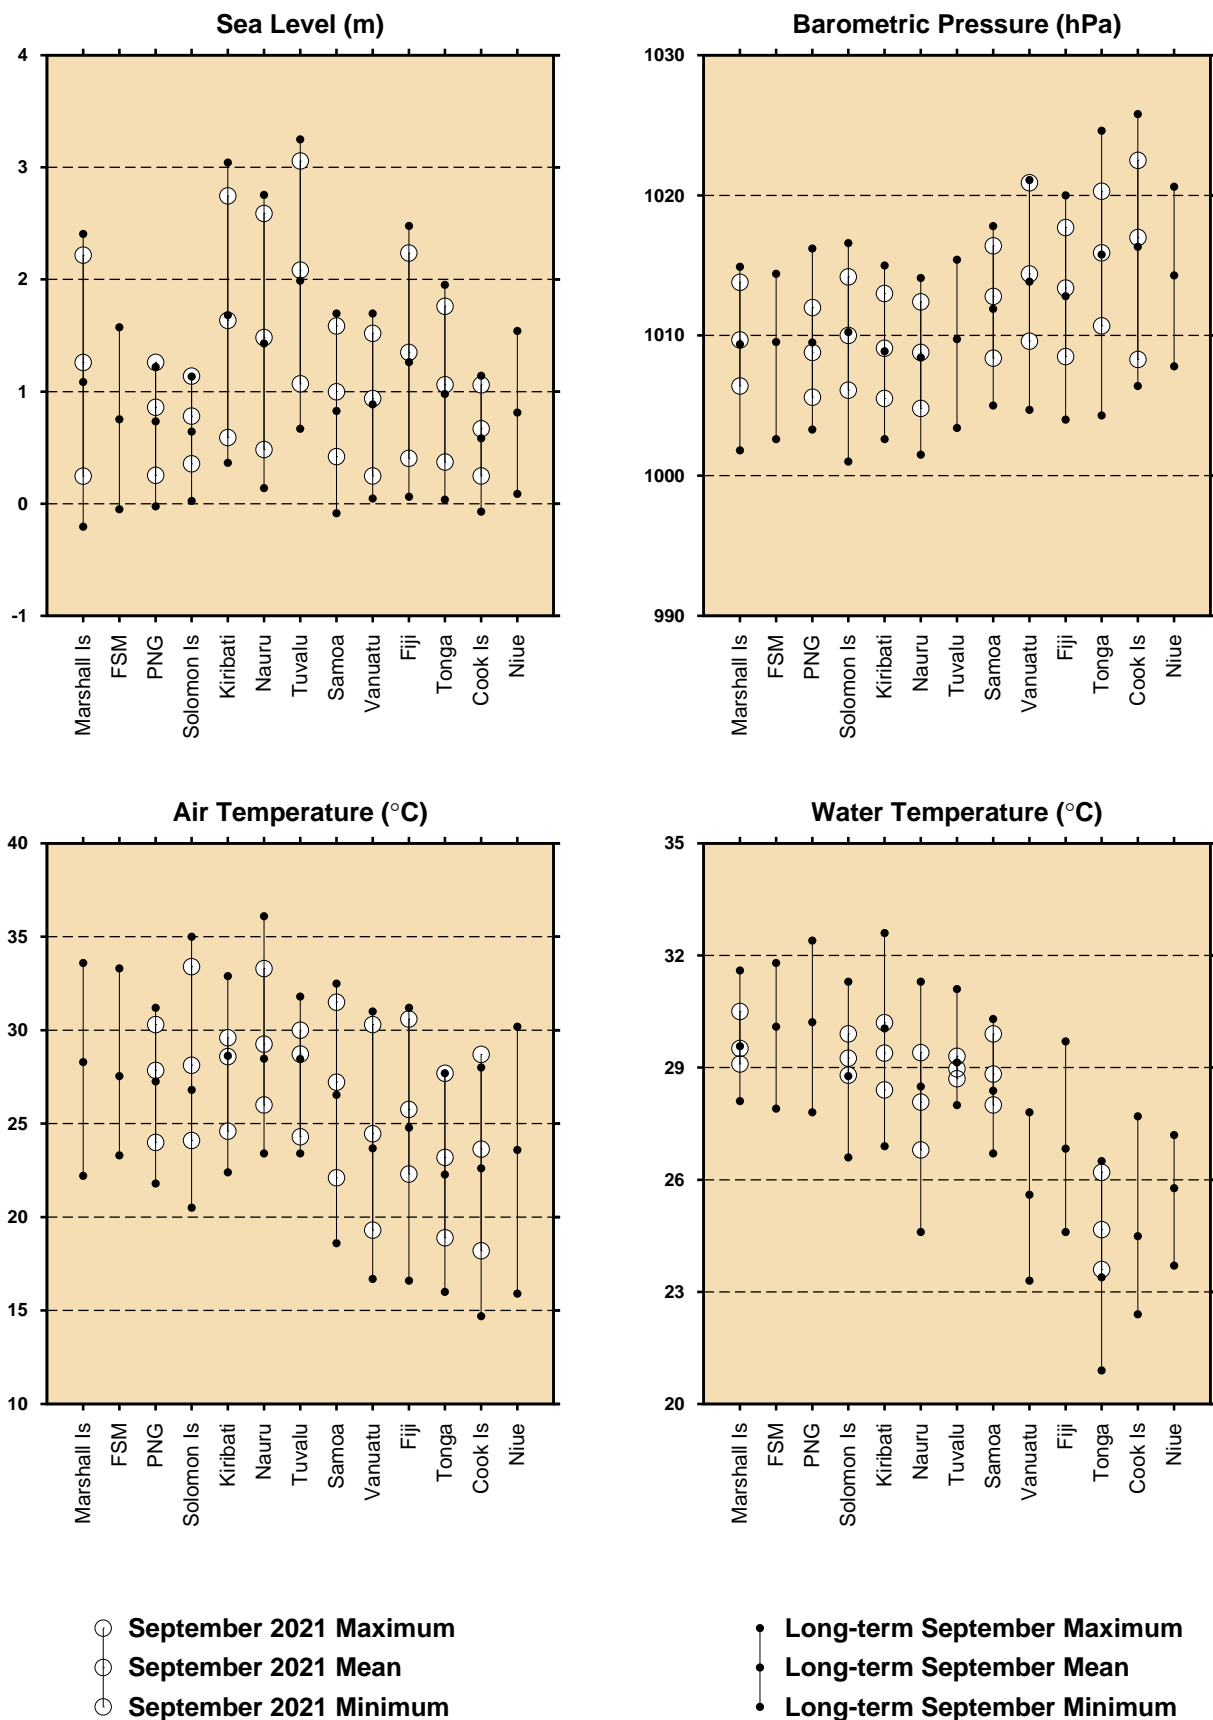 Sea Level (m)
4
3
2
1
0
-1
Marshall Is
FSM
PNG
Solomon Is
Kiribati
Nauru
Tuvalu
Samoa
Vanuatu
Fiji
Tonga
Cook Is
Niue
Barometric Pressure (hPa)
1030
1020
1010
1000
990
Marshall Is
FSM
PNG
Solomon Is
Kiribati
Nauru
Tuvalu
Samoa
Vanuatu
Fiji
Tonga
Cook Is
Niue
Air Temperature (°C)
40
35
30
25
20
15
10
Marshall Is
FSM
PNG
Solomon Is
Kiribati
Nauru
Tuvalu
Samoa
Vanuatu
Fiji
Tonga
Cook Is
Niue
Water Temperature (°C)
35
32
29
26
23
20
Marshall Is
FSM
PNG
Solomon Is
Kiribati
Nauru
Tuvalu
Samoa
Vanuatu
Fiji
Tonga
Cook Is
Niue
September 2021 Maximum
September 2021 Mean
September 2021 Minimum
Long-term September Maximum
Long-term September Mean
Long-term September Minimum